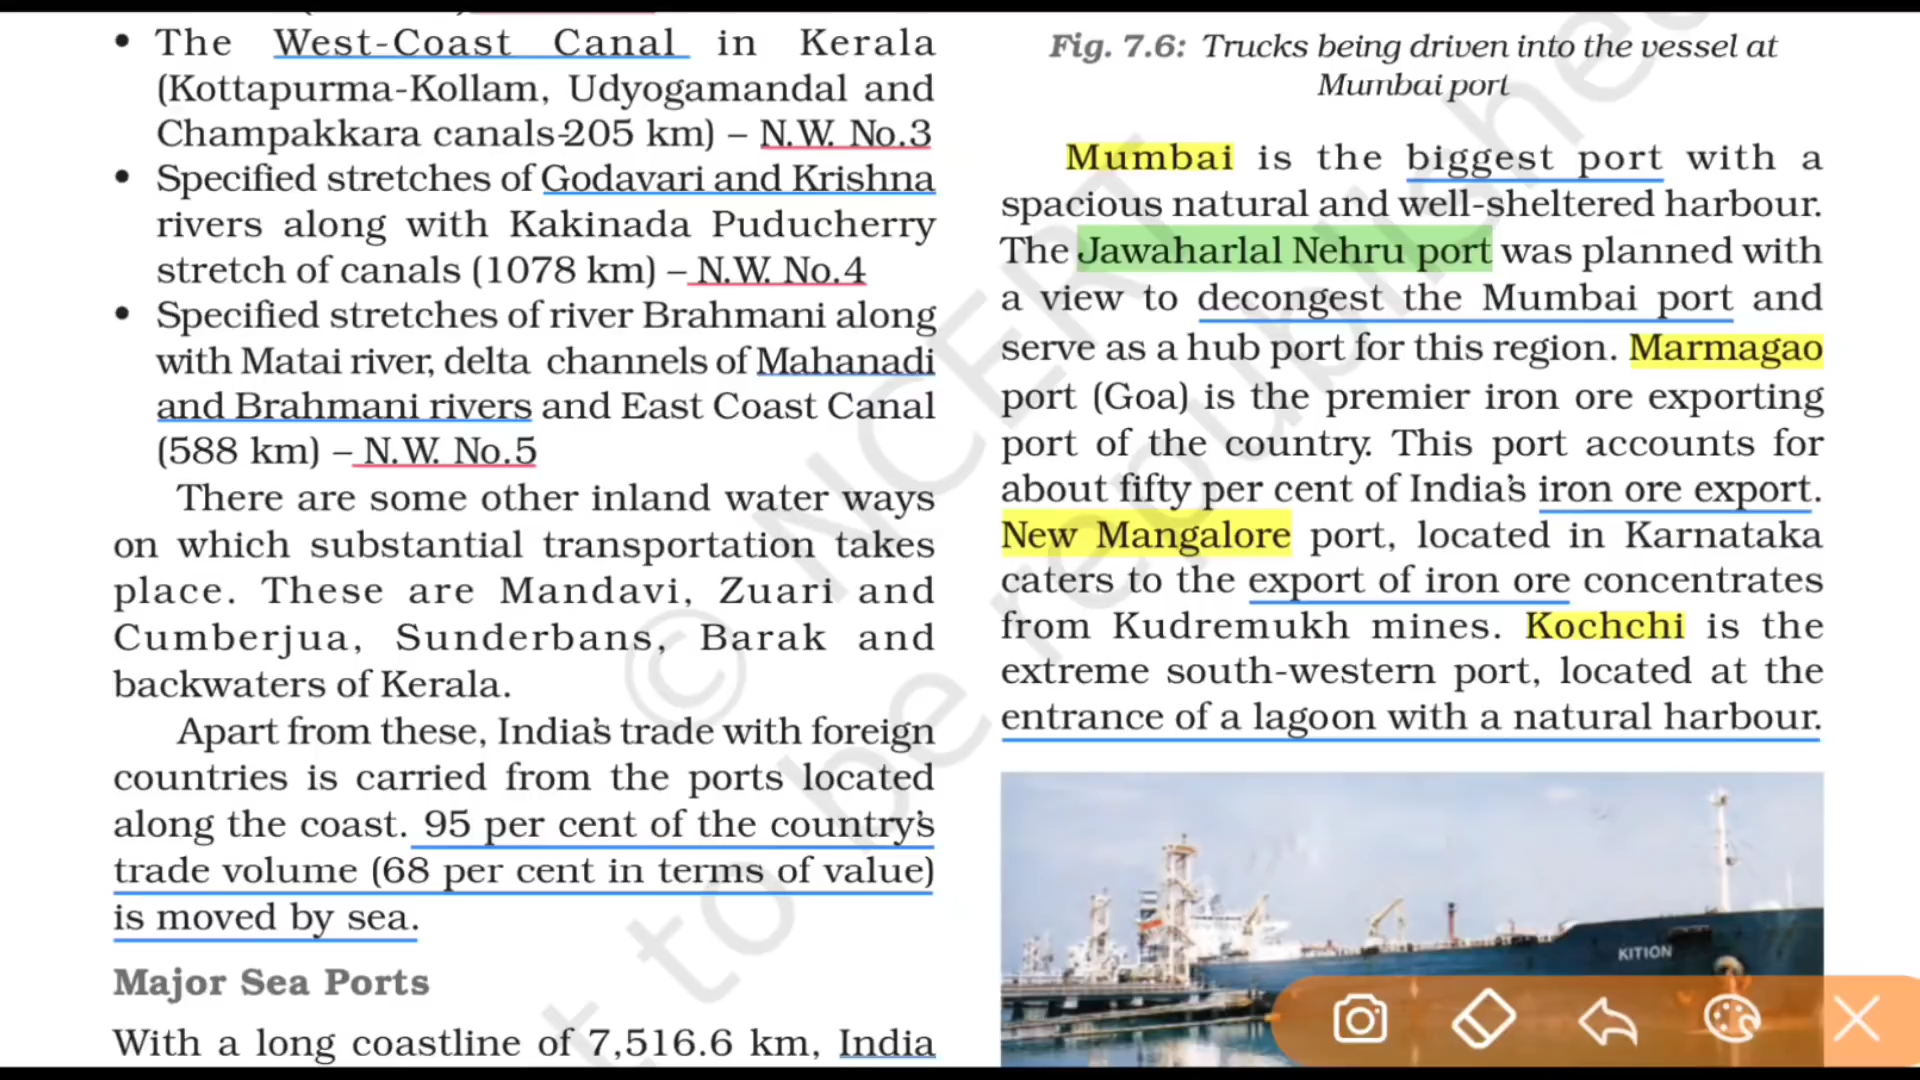 • The West-Coast Canal in Kerala
(Kottapurma-Kollam, Udyogamandal and
Champakkara canals-205 km) – N.W. No.3
• Specified stretches of Godavari and Krishna
rivers along with Kakinada Puducherry
stretch of canals (1078 km) – N.W. No.4
• Specified stretches of river Brahmani along
with Matai river, delta channels of Mahanadi
and Brahmani rivers and East Coast Canal
(588 km) – N.W. No.5
There are some other inland water ways
on which substantial transportation takes
place. These are Mandavi, Zuari and
Cumberjua, Sunderbans, Barak and
backwaters of Kerala.
Apart from these, India's trade with foreign
countries is carried from the ports located
along the coast. 95 per cent of the country's
trade volume (68 per cent in terms of value)
is moved by sea.
Major Sea Ports
With a long coastline of 7,516.6 km, India
Fig. 7.6: Trucks being driven into the vessel at
Mumbai port
Mumbai is the biggest port with a
spacious natural and well-sheltered harbour.
The Jawaharlal Nehru port was planned with
a view to decongest the Mumbai port and
serve as a hub port for this region. Marmagao
port (Goa) is the premier iron ore exporting
port of the country. This port accounts for
about fifty per cent of India's iron ore export.
New Mangalore port, located in Karnataka
caters to the export of iron ore concentrates
from Kudremukh mines. Kochchi is the
extreme south-western port, located at the
entrance of a lagoon with a natural harbour.
KITION
© NCERT
to be republished